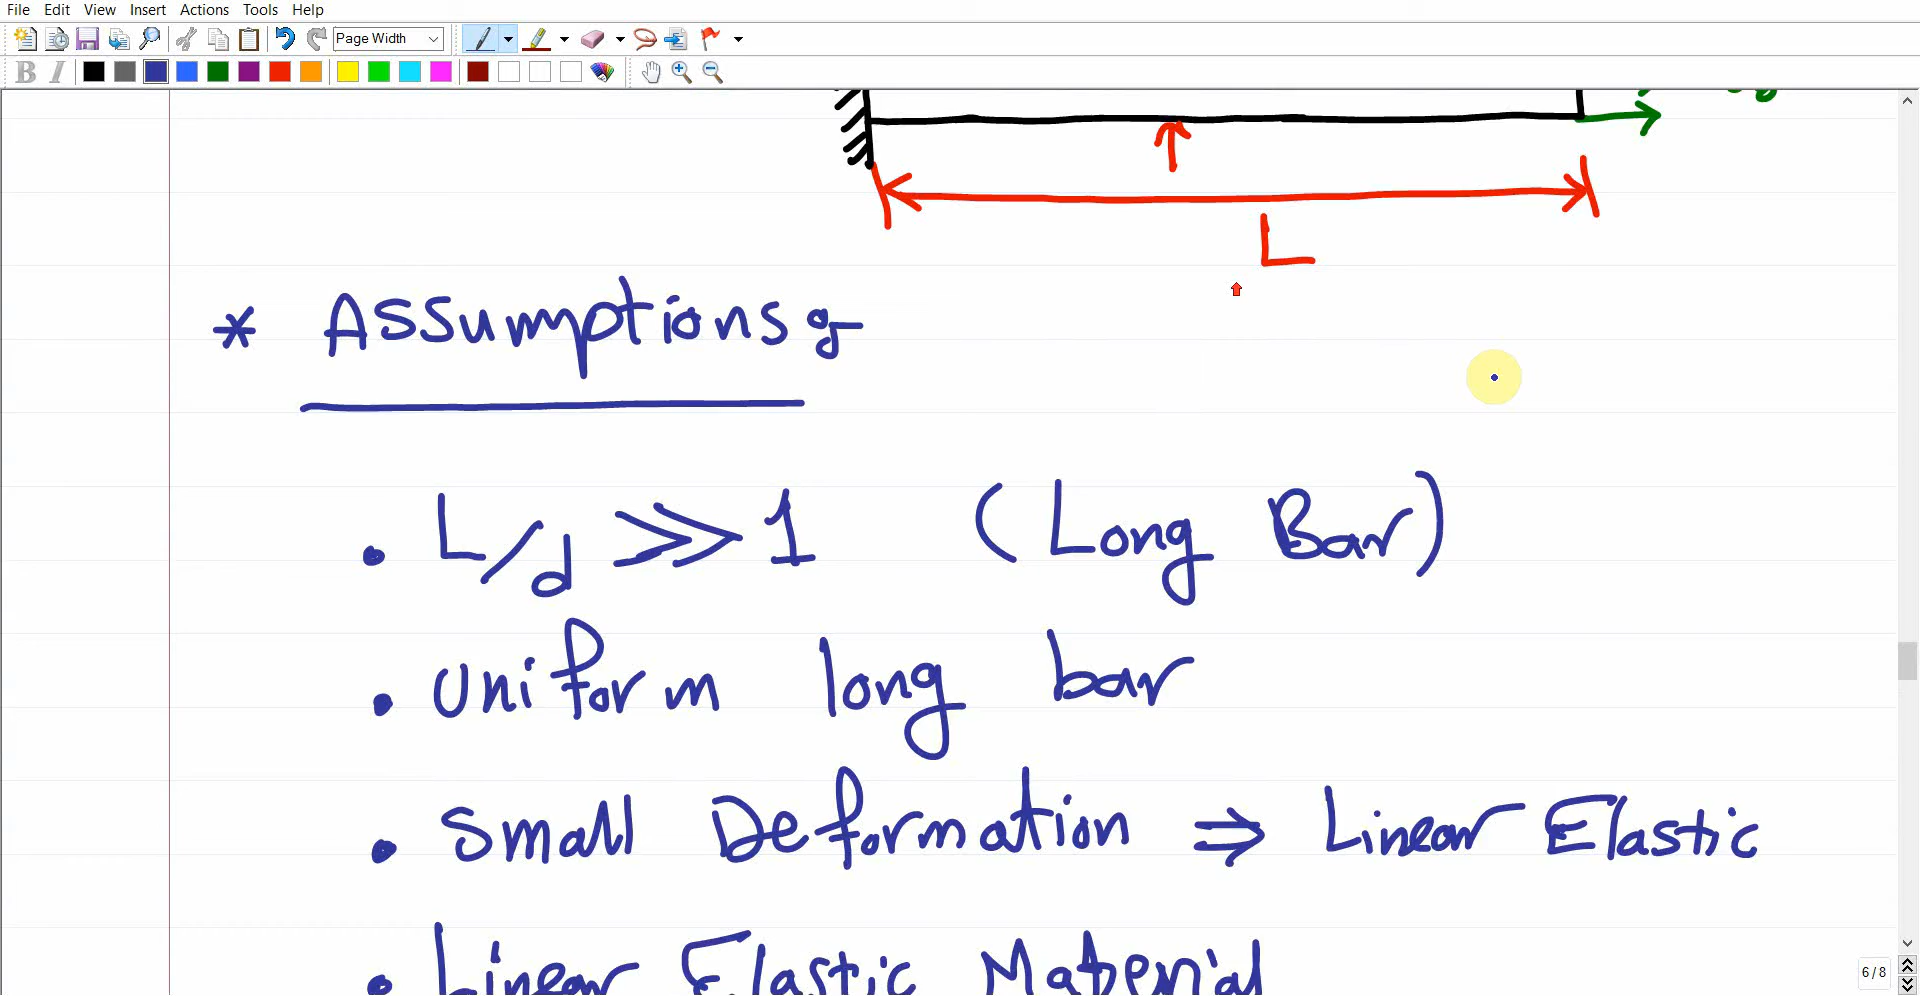 File Edit View Insert Actions Tools Help
Page Width
B I
L
* Assumptions:-
• L/d >> 1 (Long Bar)
• Uniform long bar
• Small Deformation ⇒ Linear Elastic
• Linear Elastic Material
6/8